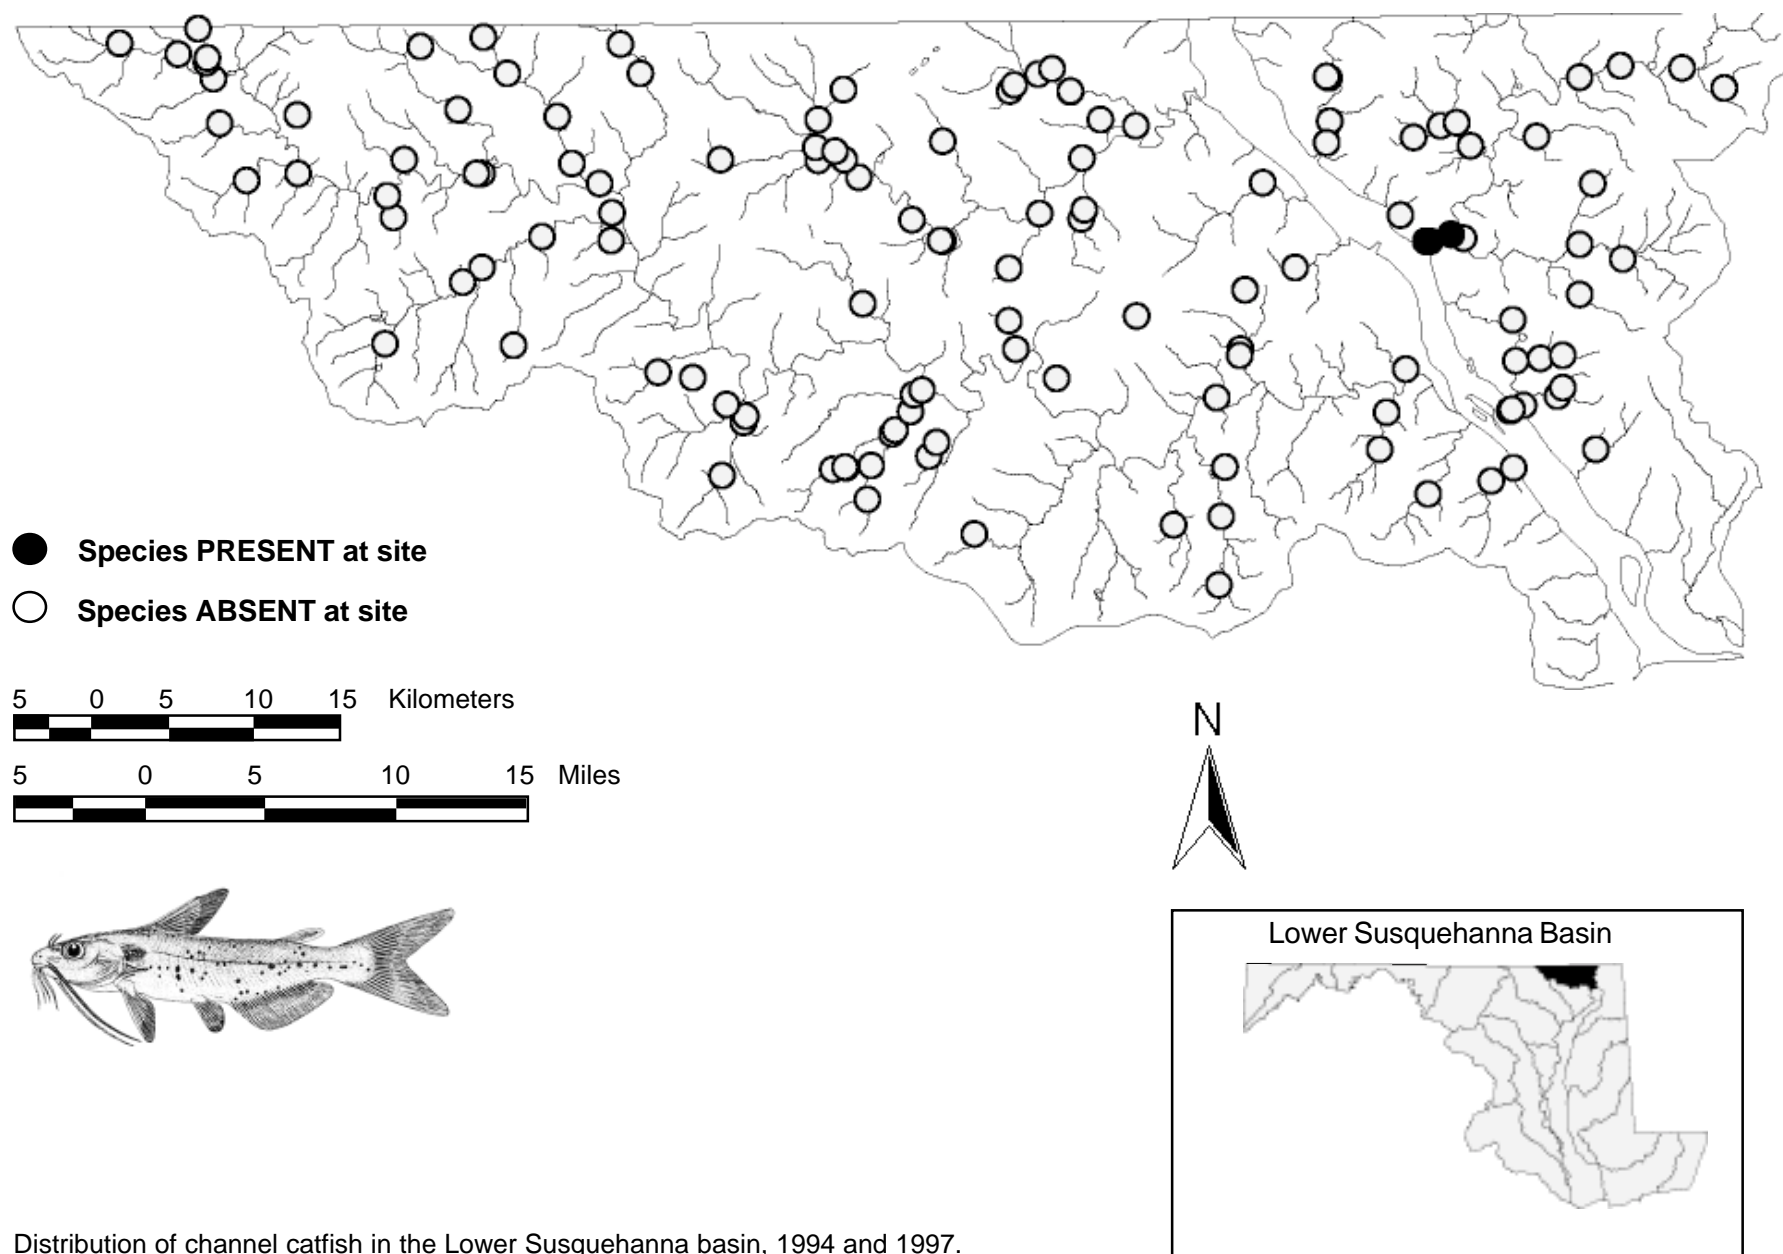 Species PRESENT at site
Species ABSENT at site
5 0 5 10 15 Kilometers
5 0 5 10 15 Miles
N
Lower Susquehanna Basin
Distribution of channel catfish in the Lower Susquehanna basin, 1994 and 1997.